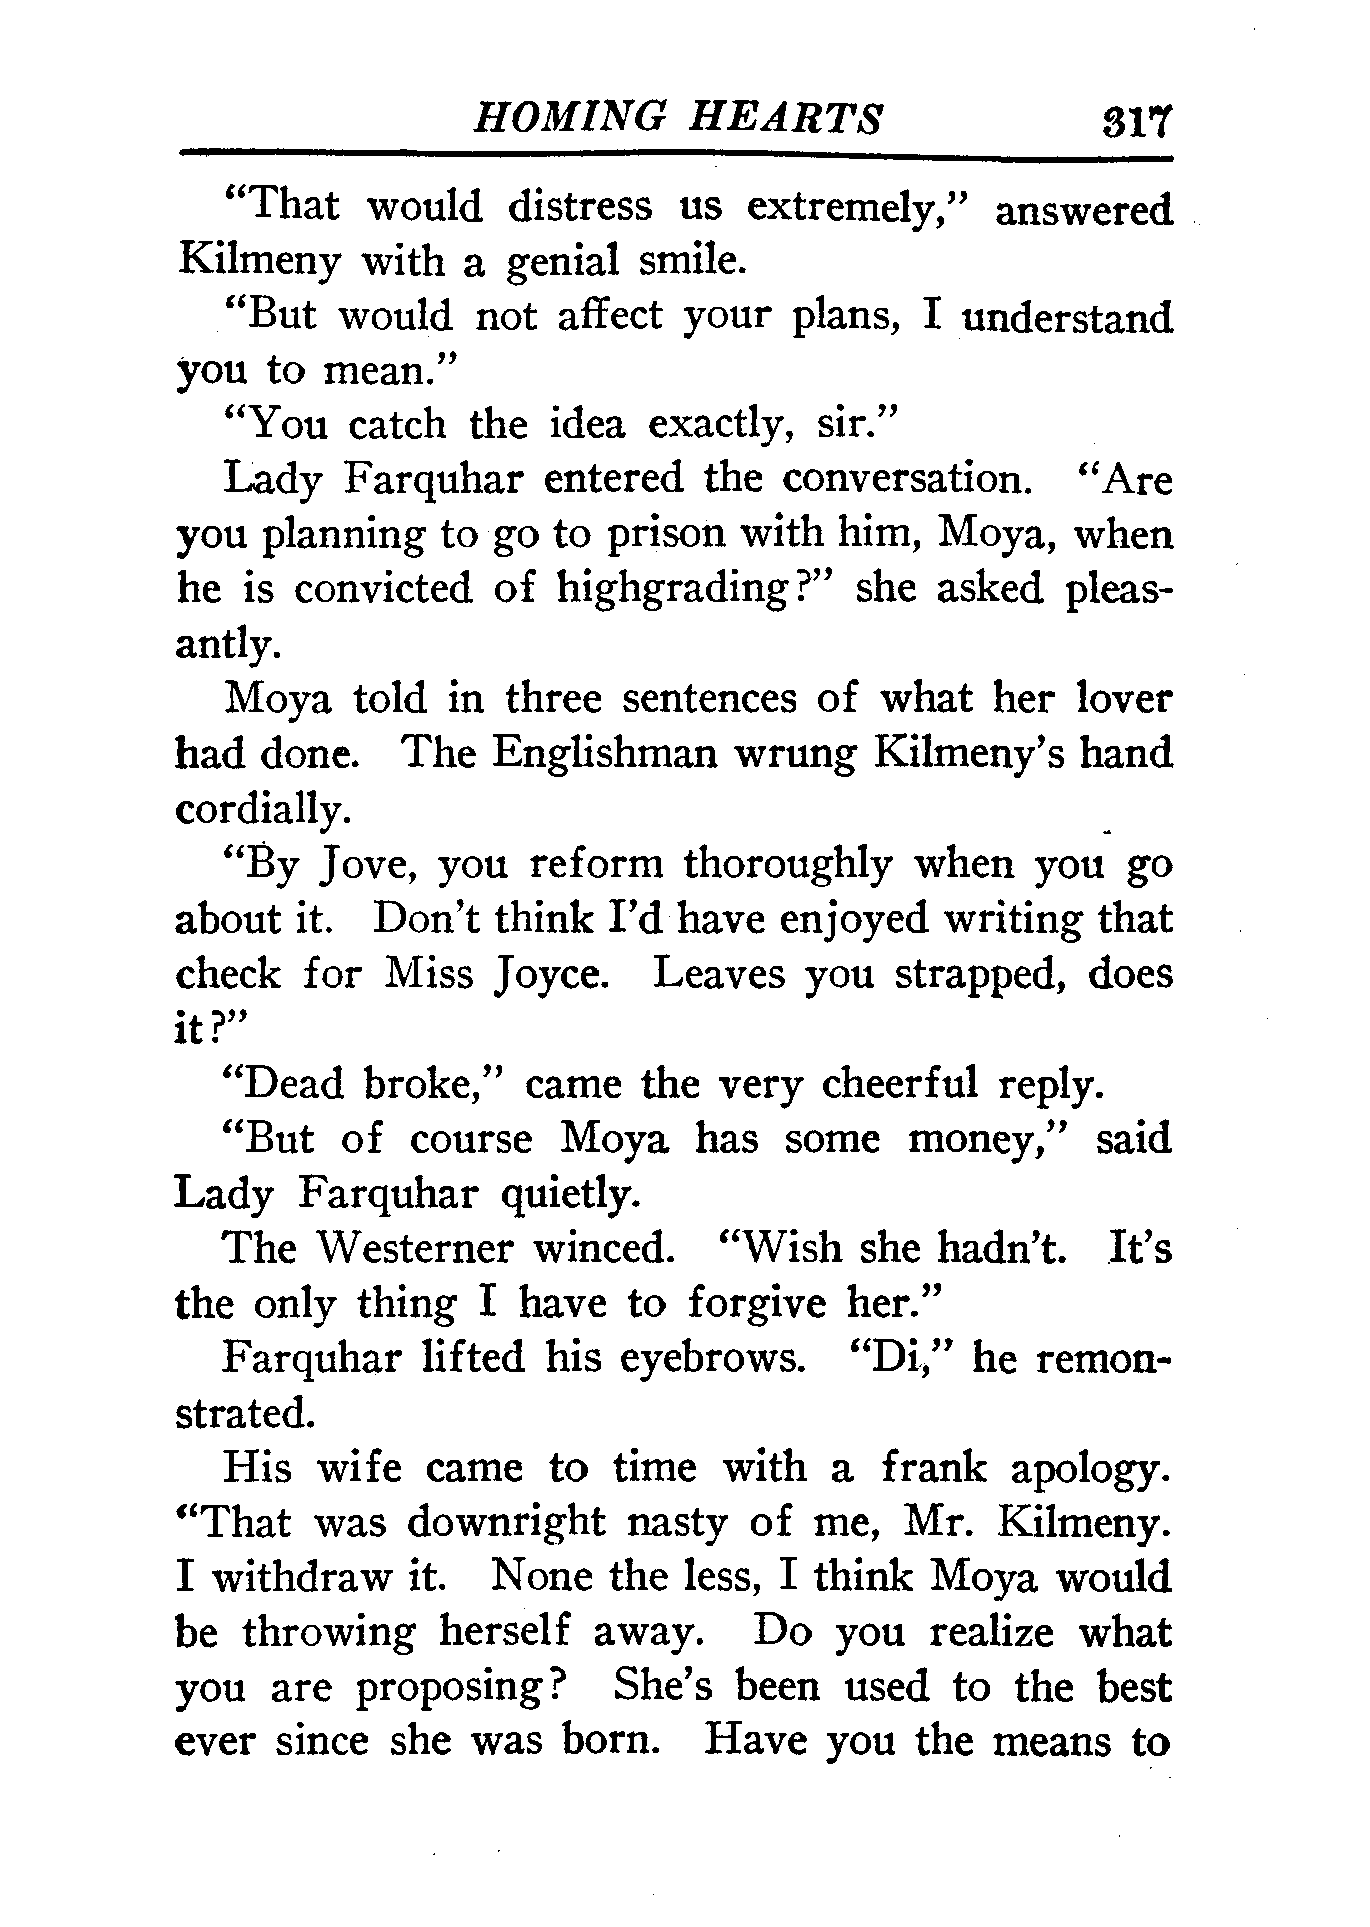 HOMING HEARTS 317
"That would distress us extremely," answered
Kilmeny with a genial smile.
"But would not affect your plans, I understand
you to mean."
"You catch the idea exactly, sir."
Lady Farquhar entered the conversation. "Are
you planning to go to prison with him, Moya, when
he is convicted of highgrading?" she asked pleas-
antly.
Moya told in three sentences of what her lover
had done. The Englishman wrung Kilmeny's hand
cordially.
"By Jove, you reform thoroughly when you go
about it. Don't think I'd have enjoyed writing that
check for Miss Joyce. Leaves you strapped, does
it?"
"Dead broke," came the very cheerful reply.
"But of course Moya has some money," said
Lady Farquhar quietly.
The Westerner winced. "Wish she hadn't. It's
the only thing I have to forgive her."
Farquhar lifted his eyebrows. "Di," he remon-
strated.
His wife came to time with a frank apology.
"That was downright nasty of me, Mr. Kilmeny.
I withdraw it. None the less, I think Moya would
be throwing herself away. Do you realize what
you are proposing? She's been used to the best
ever since she was born. Have you the means to